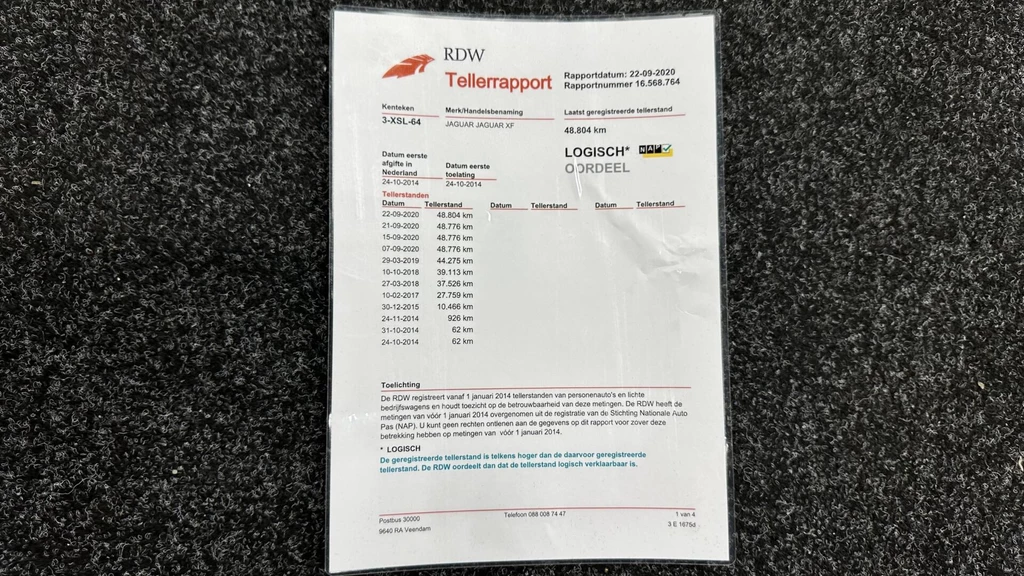 RDW
Tellerrapport
Rapportdatum: 22-09-2020
Rapportnummer 16.568.764
Kenteken
3-XSL-64
Merk/Handelsbenaming
JAGUAR JAGUAR XF
Laatst geregistreerde tellerstand
48.804 km
LOGISCH*
NAP
OORDEEL
Datum eerste
afgifte in
Nederland
24-10-2014
Datum eerste
toelating
24-10-2014
Tellerstanden
Datum Tellerstand Datum Tellerstand Datum Tellerstand
22-09-2020 48.804 km
21-09-2020 48.776 km
15-09-2020 48.776 km
07-09-2020 48.776 km
29-03-2019 44.275 km
10-10-2018 39.113 km
27-03-2018 37.526 km
10-02-2017 27.759 km
30-12-2015 10.466 km
24-11-2014 926 km
31-10-2014 62 km
24-10-2014 62 km
Toelichting
De RDW registreert vanaf 1 januari 2014 tellerstanden van personenauto's en lichte
bedrijfswagens en houdt toezicht op de betrouwbaarheid van deze metingen. De RDW heeft de
metingen van vóór 1 januari 2014 overgenomen uit de registratie van de Stichting Nationale Auto
Pas (NAP). U kunt geen rechten ontlenen aan de gegevens op dit rapport voor zover deze
betrekking hebben op metingen van vóór 1 januari 2014.
* LOGISCH
De geregistreerde tellerstand is telkens hoger dan de daarvoor geregistreerde
tellerstand. De RDW oordeelt dan dat de tellerstand logisch verklaarbaar is.
Postbus 30000
9640 RA Veendam
Telefoon 088 008 74 47
1 van 4
3 E 1675d